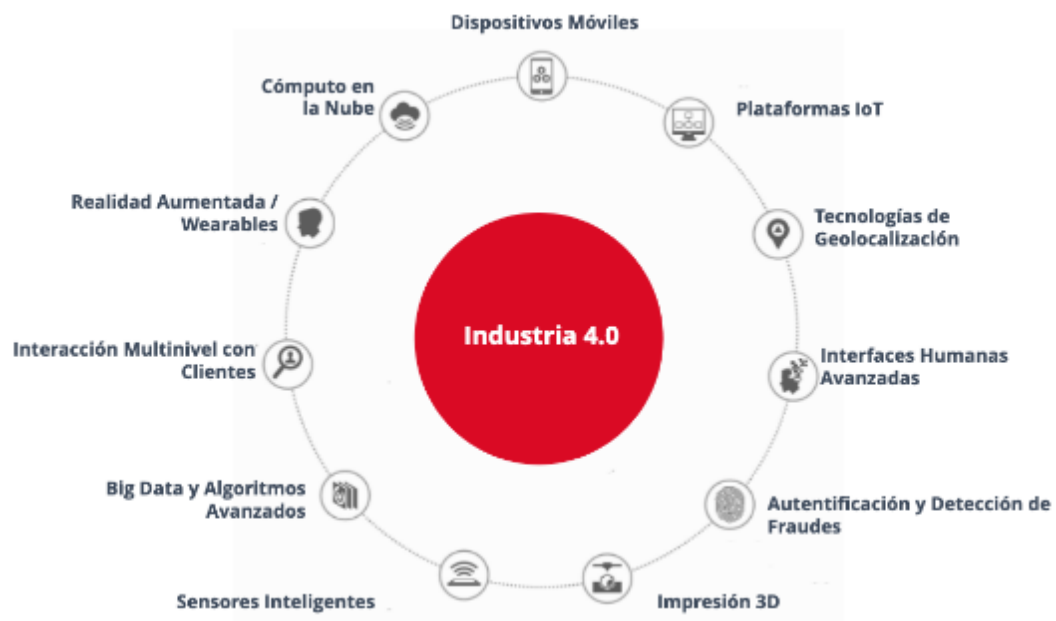 Dispositivos Móviles
Cómputo en
la Nube
Plataformas IoT
Realidad Aumentada /
Wearables
Tecnologías de
Geolocalización
Industria 4.0
Interacción Multinivel con
Clientes
Interfaces Humanas
Avanzadas
Big Data y Algoritmos
Avanzados
Autentificación y Detección de
Fraudes
Sensores Inteligentes
Impresión 3D